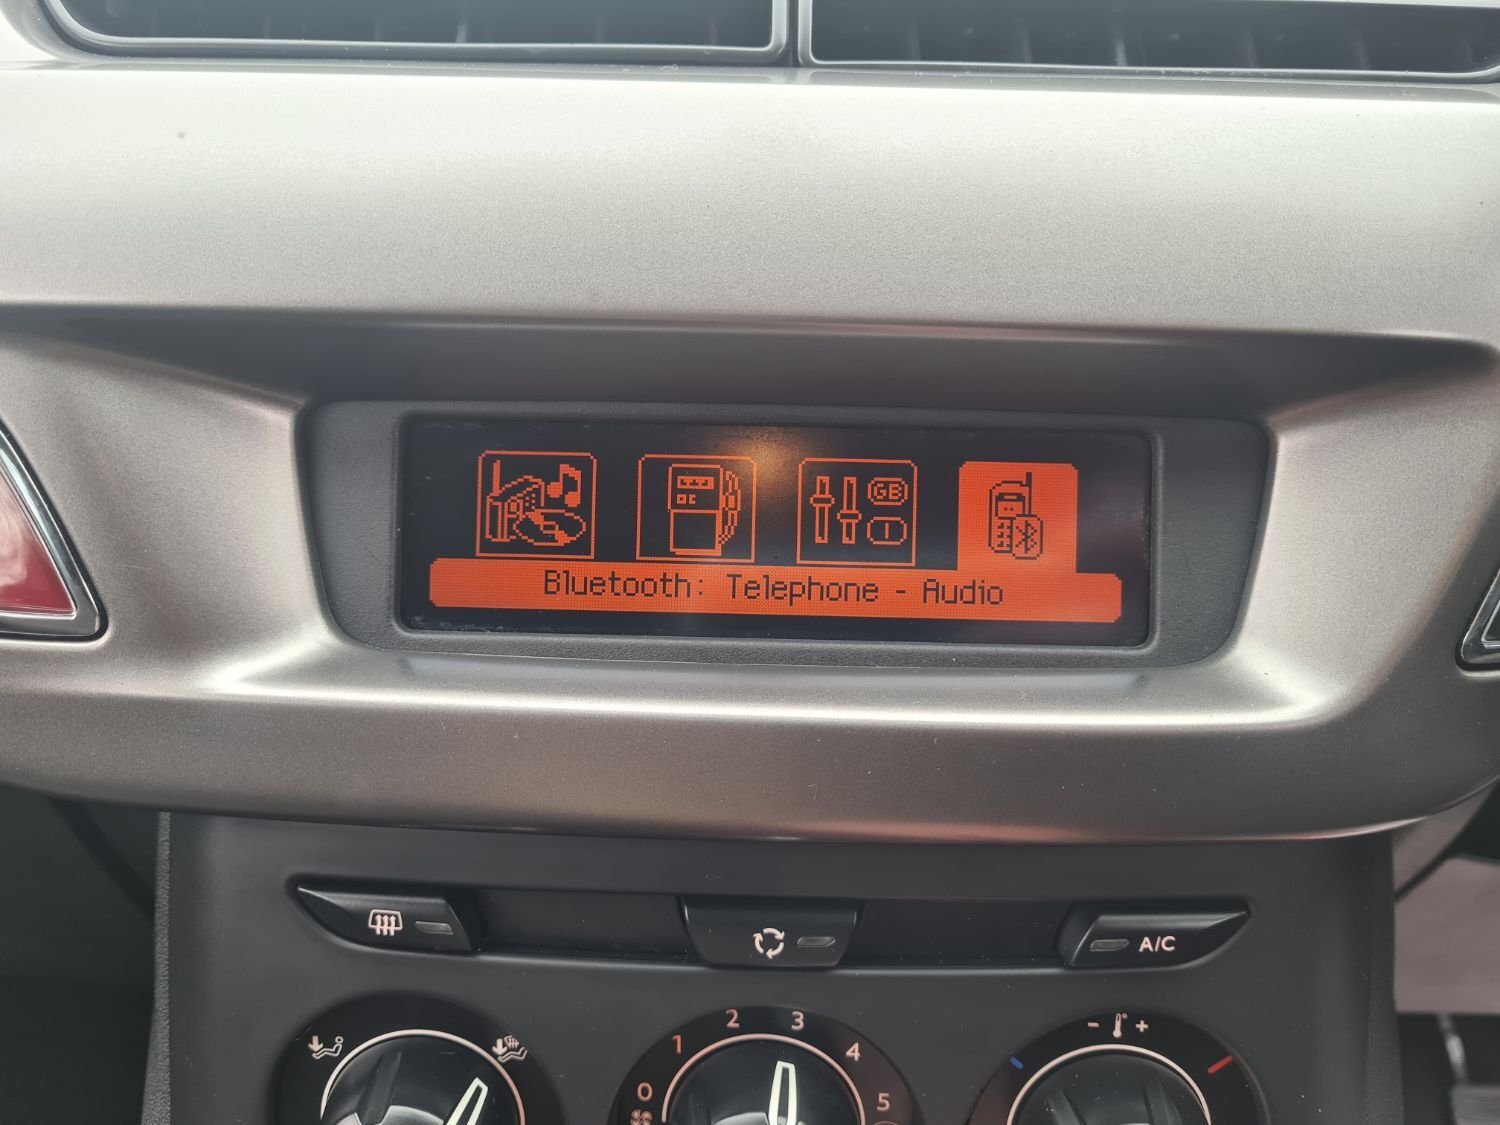 GB
I
Bluetooth: Telephone - Audio
A/C
- +
0 1 2 3 4 5